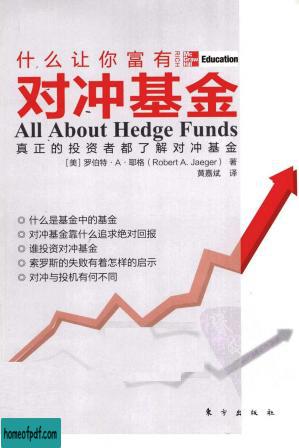 什么让你富有
RICH
Mc
Graw
Hill
Education
对冲基金
All About Hedge Funds
真正的投资者都了解对冲基金
[美] 罗伯特·A·耶格 (Robert A. Jaeger) 著
黄嘉斌 译
◎ 什么是基金中的基金
◎ 对冲基金靠什么追求绝对回报
◎ 谁投资对冲基金
◎ 索罗斯的失败有着怎样的启示
◎ 对冲与投机有何不同
东方出版社
homeofpdf.com